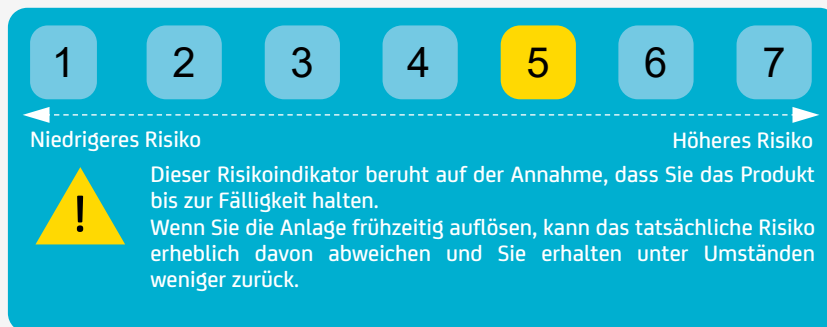 1 2 3 4 5 6 7
Niedrigeres Risiko Höheres Risiko
Dieser Risikoindikator beruht auf der Annahme, dass Sie das Produkt
! bis zur Fälligkeit halten.
Wenn Sie die Anlage frühzeitig auflösen, kann das tatsächliche Risiko
erheblich davon abweichen und Sie erhalten unter Umständen
weniger zurück.